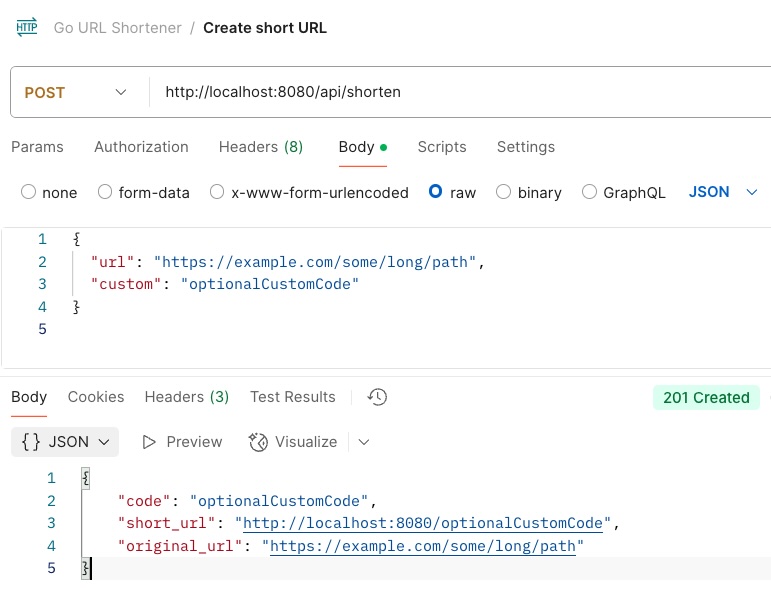 HTTP Go URL Shortener / Create short URL
POST http://localhost:8080/api/shorten
Params Authorization Headers (8) Body Scripts Settings
none form-data x-www-form-urlencoded raw binary GraphQL JSON
1 {
2 "url": "https://example.com/some/long/path",
3 "custom": "optionalCustomCode"
4 }
5
Body Cookies Headers (3) Test Results 201 Created
{} JSON Preview Visualize
1 {
2 "code": "optionalCustomCode",
3 "short_url": "http://localhost:8080/optionalCustomCode",
4 "original_url": "https://example.com/some/long/path"
5 }